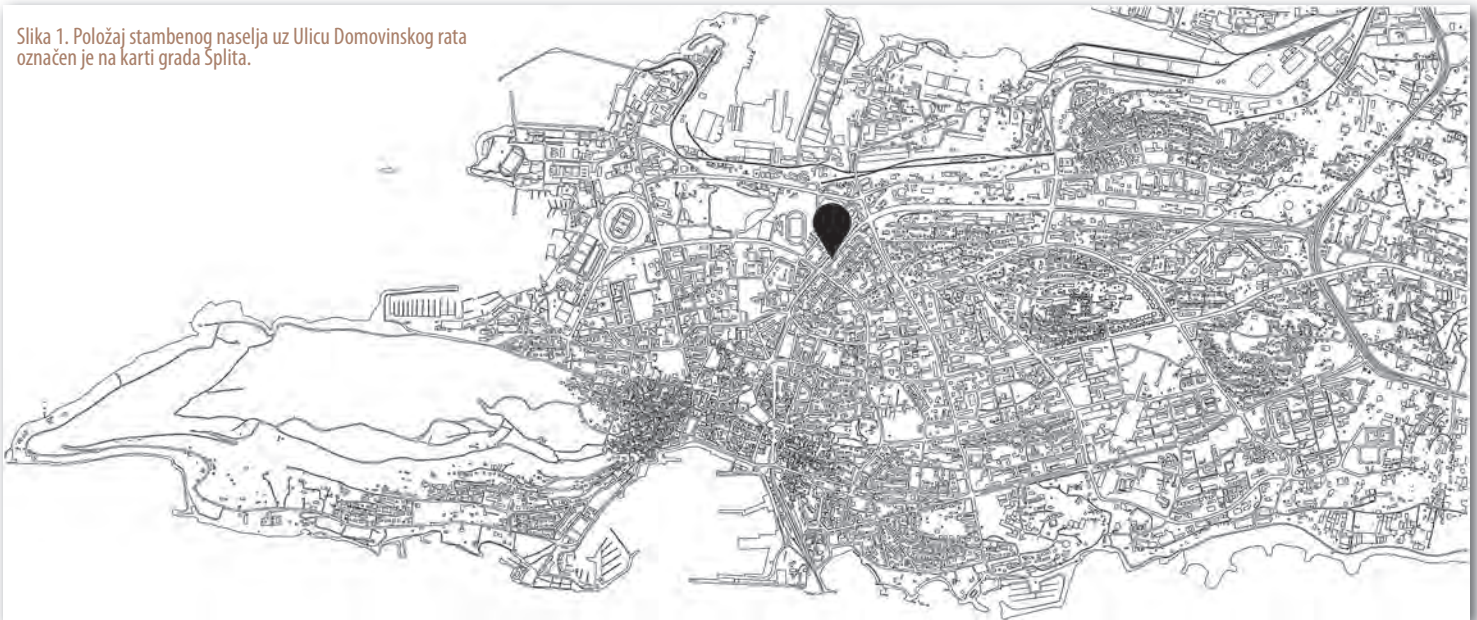 Slika 1. Položaj stambenog naselja uz Ulicu Domovinskog rata
označen je na karti grada Splita.